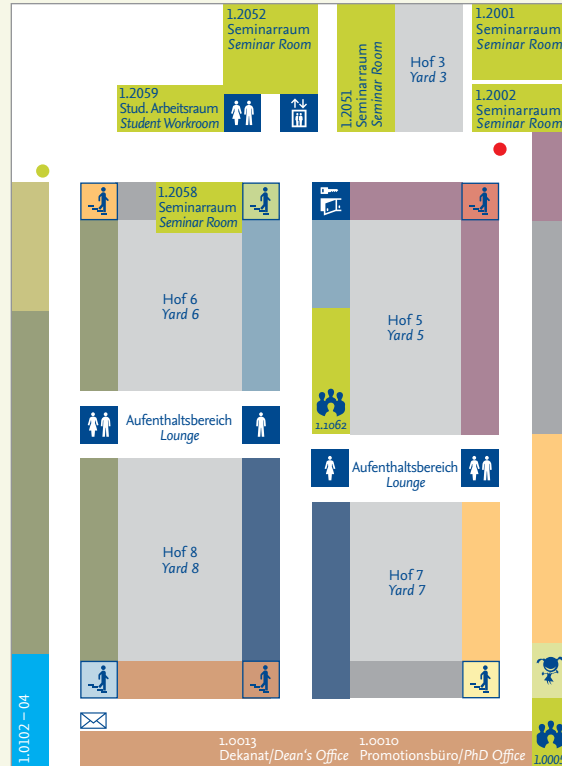 1.2052
Seminarraum
Seminar Room
1.2051
Seminarraum
Seminar Room
Hof 3
Yard 3
1.2001
Seminarraum
Seminar Room
1.2059
Stud. Arbeitsraum
Student Workroom
1.2002
Seminarraum
Seminar Room
1.2058
Seminarraum
Seminar Room
Hof 6
Yard 6
Hof 5
Yard 5
1.1062
Aufenthaltsbereich
Lounge
Aufenthaltsbereich
Lounge
Hof 8
Yard 8
Hof 7
Yard 7
1.0102 – 04
1.0013
Dekanat/Dean's Office
1.0010
Promotionsbüro/PhD Office
1.0005